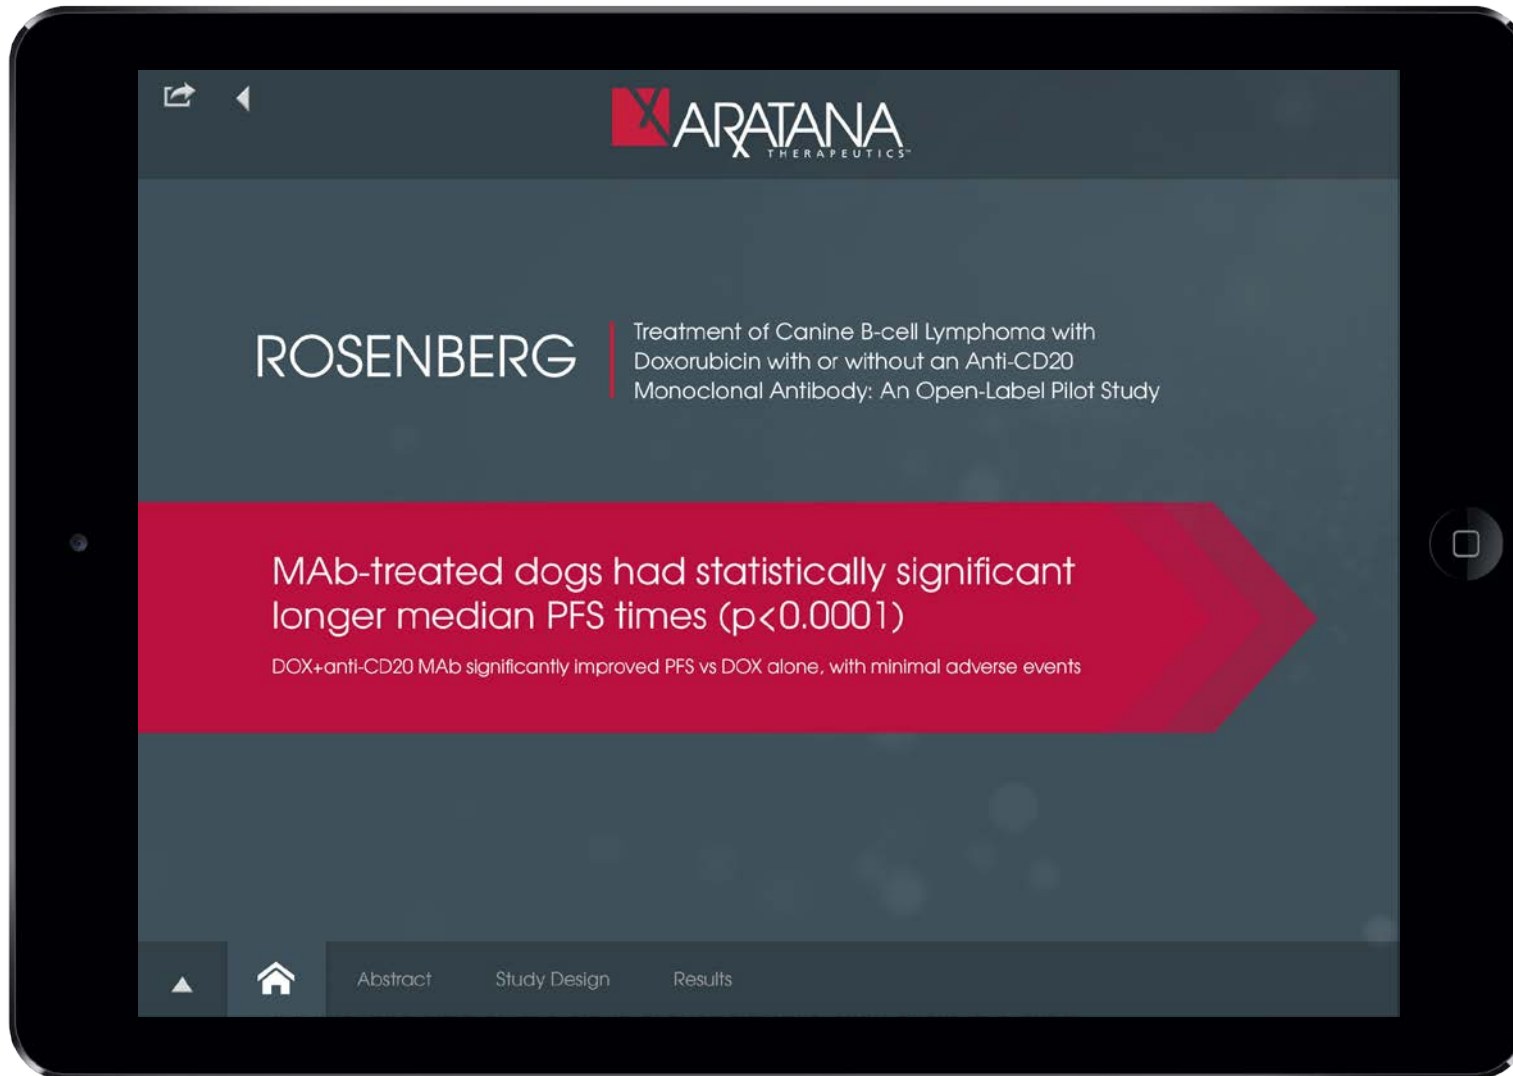 ARATANA
THERAPEUTICS™
ROSENBERG
Treatment of Canine B-cell Lymphoma with
Doxorubicin with or without an Anti-CD20
Monoclonal Antibody: An Open-Label Pilot Study
MAb-treated dogs had statistically significant
longer median PFS times (p<0.0001)
DOX+anti-CD20 MAb significantly improved PFS vs DOX alone, with minimal adverse events
Abstract Study Design Results